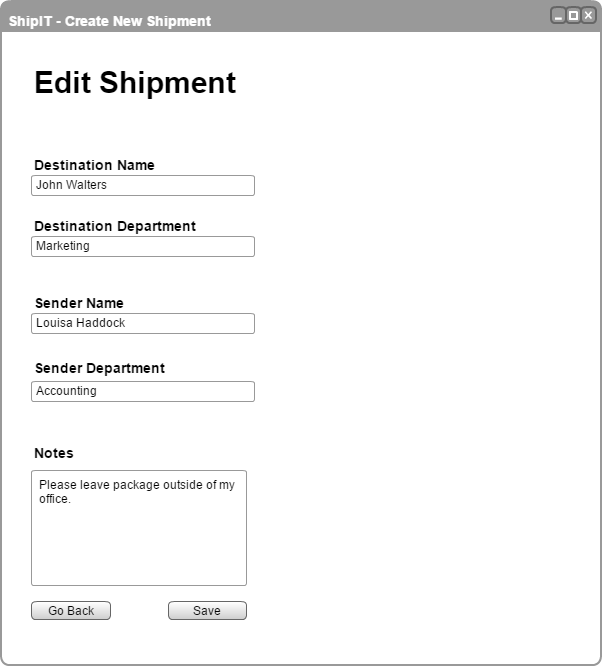 ShipIT - Create New Shipment
Edit Shipment
Destination Name
John Walters
Destination Department
Marketing
Sender Name
Louisa Haddock
Sender Department
Accounting
Notes
Please leave package outside of my
office.
Go Back
Save